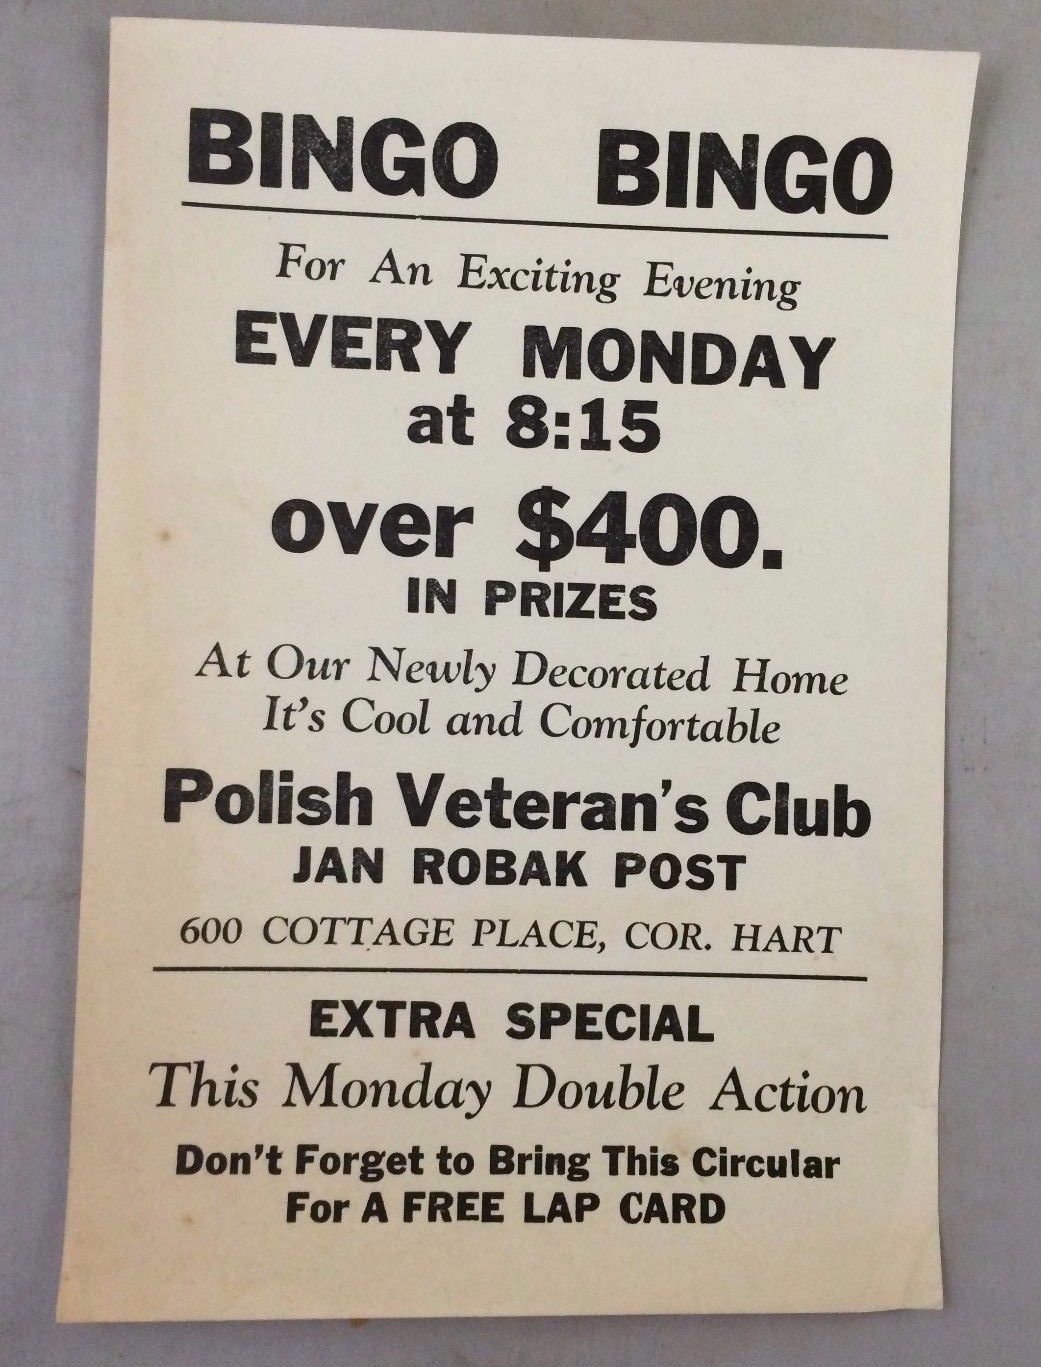 BINGO BINGO
For An Exciting Evening
EVERY MONDAY
at 8:15
over $400.
IN PRIZES
At Our Newly Decorated Home
It's Cool and Comfortable
Polish Veteran's Club
JAN ROBAK POST
600 COTTAGE PLACE, COR. HART
EXTRA SPECIAL
This Monday Double Action
Don't Forget to Bring This Circular
For A FREE LAP CARD